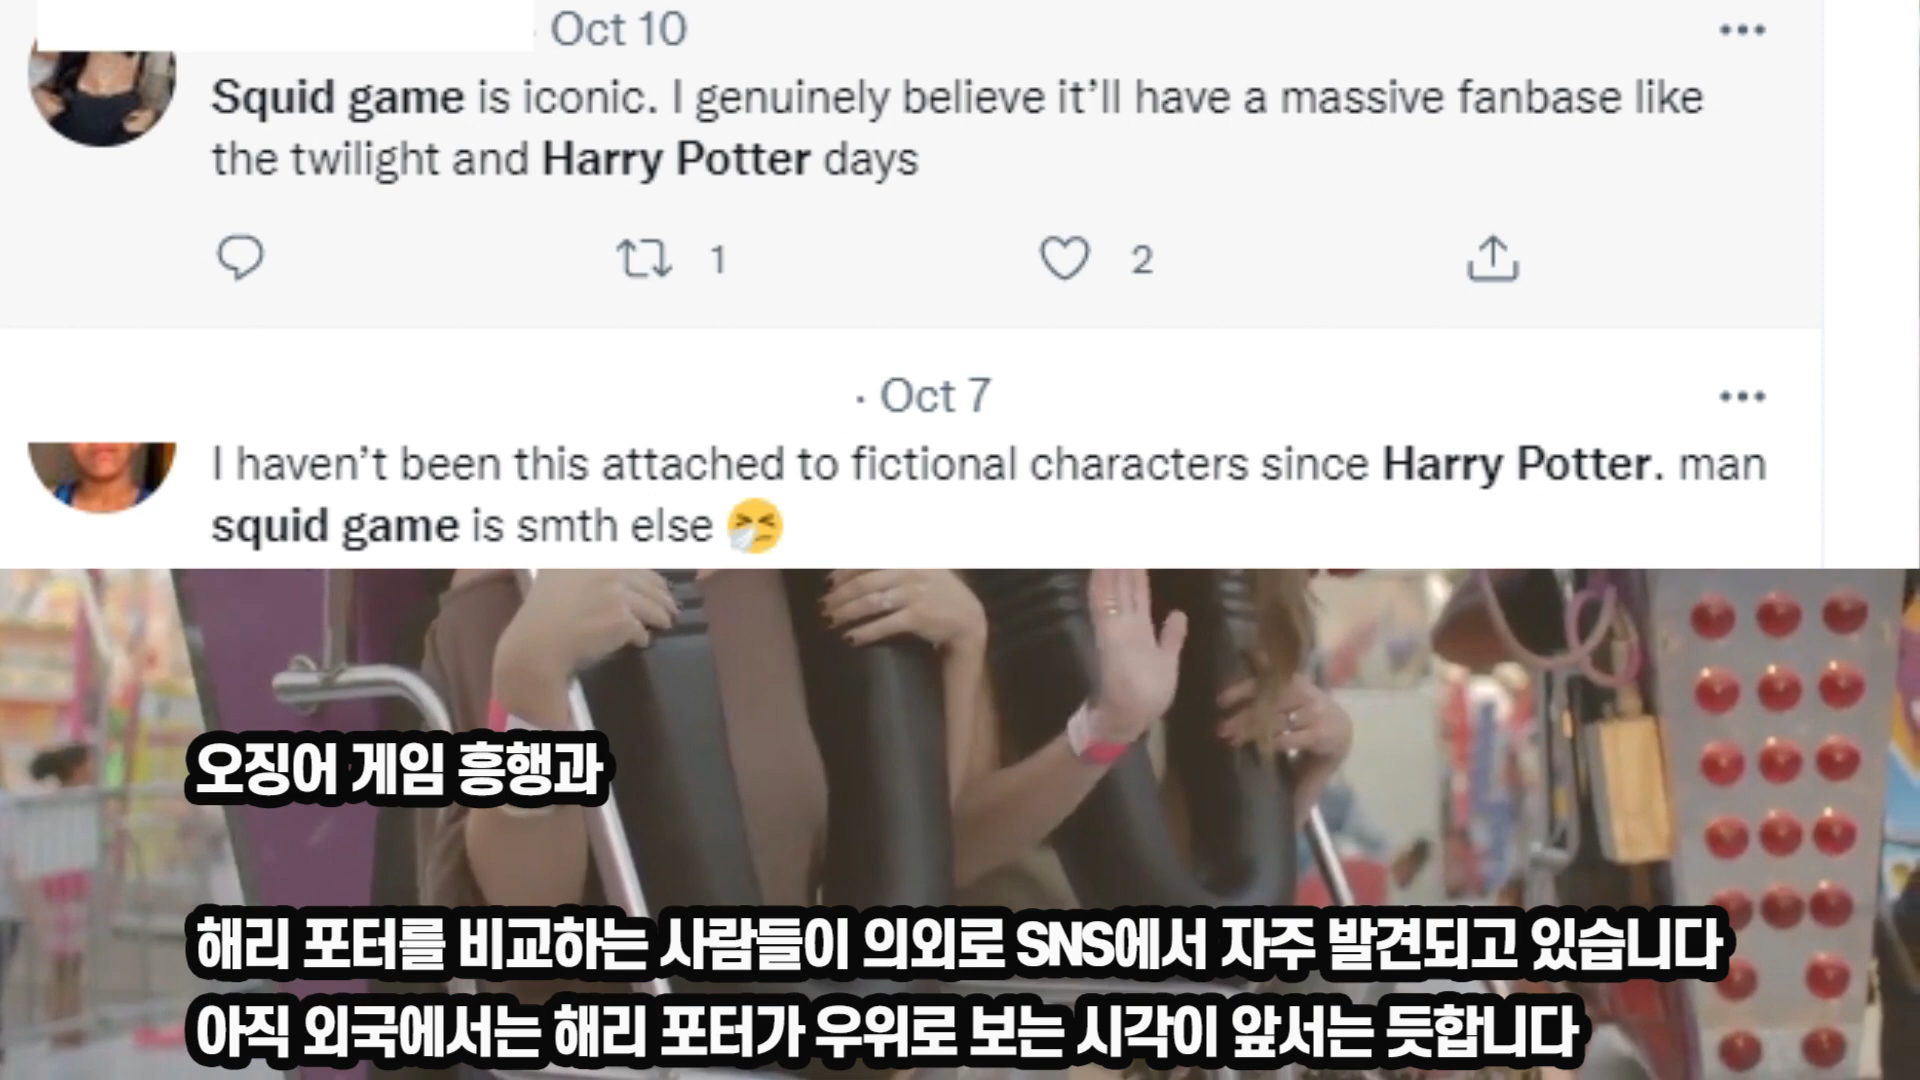 · Oct 10
Squid game is iconic. I genuinely believe it’ll have a massive fanbase like
the twilight and Harry Potter days
1 2
· Oct 7
I haven’t been this attached to fictional characters since Harry Potter. man
squid game is smth else 🤧
오징어 게임 흥행과
해리 포터를 비교하는 사람들이 의외로 SNS에서 자주 발견되고 있습니다
아직 외국에서는 해리 포터가 우위로 보는 시각이 앞서는 듯합니다